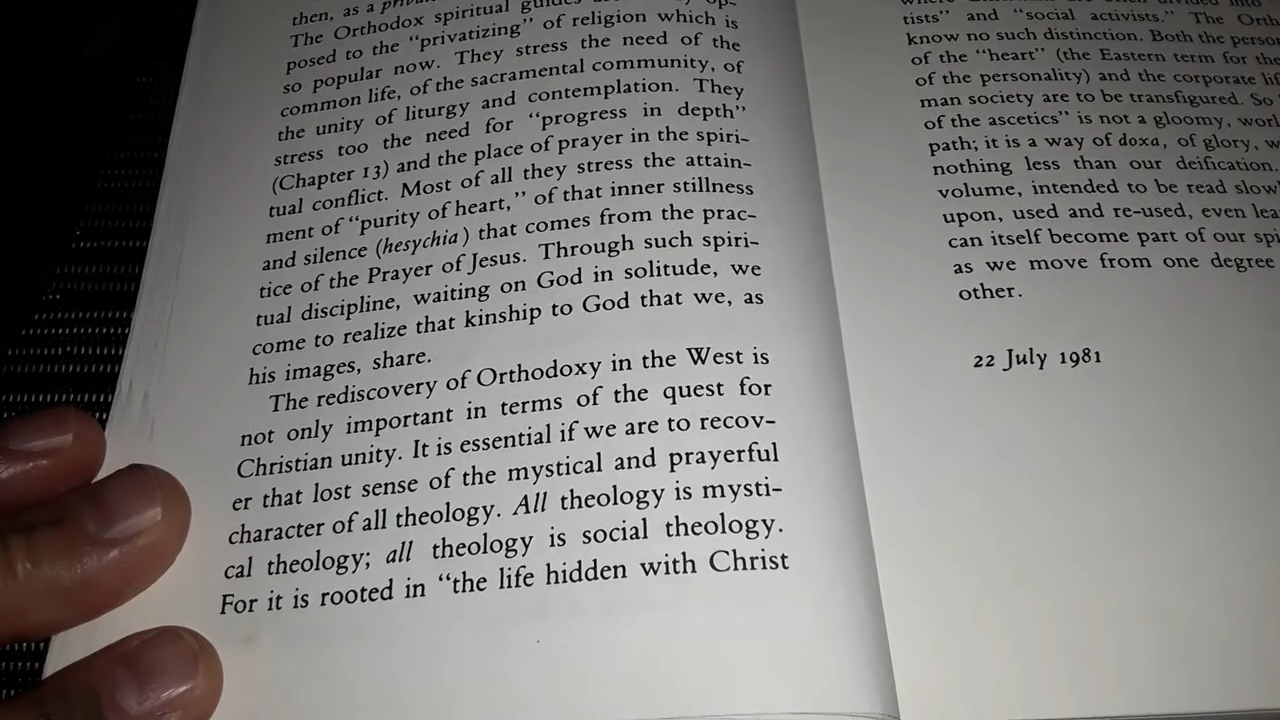 then, as a
The Orthodox spiritual guides op-
posed to the “privatizing” of religion which is
so popular now. They stress the need of the
common life, of the sacramental community, of
the unity of liturgy and contemplation. They
stress too the need for “progress in depth”
(Chapter 13) and the place of prayer in the spiri-
tual conflict. Most of all they stress the attain-
ment of “purity of heart,” of that inner stillness
and silence (hesychia) that comes from the prac-
tice of the Prayer of Jesus. Through such spiri-
tual discipline, waiting on God in solitude, we
come to realize that kinship to God that we, as
his images, share.
The rediscovery of Orthodoxy in the West is
not only important in terms of the quest for
Christian unity. It is essential if we are to recov-
er that lost sense of the mystical and prayerful
character of all theology. All theology is mysti-
cal theology; all theology is social theology.
For it is rooted in “the life hidden with Christ
tists” and “social activists.” The Orth
know no such distinction. Both the perso
of the “heart” (the Eastern term for the
of the personality) and the corporate lif
man society are to be transfigured. So
of the ascetics” is not a gloomy, worl
path; it is a way of doxa, of glory, w
nothing less than our deification.
volume, intended to be read slow
upon, used and re-used, even lea
can itself become part of our spi
as we move from one degree
other.
22 July 1981